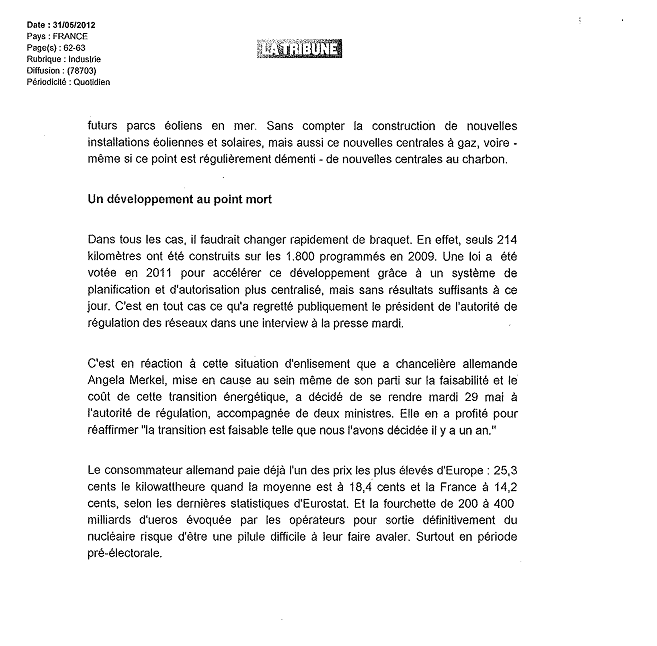 Date : 31/05/2012
Pays : FRANCE
Page(s) : 62-63
Rubrique : Industrie
Diffusion : (78703)
Périodicité : Quotidien
LA TRIBUNE
futurs parcs éoliens en mer. Sans compter la construction de nouvelles
installations éoliennes et solaires, mais aussi ce nouvelles centrales à gaz, voire -
même si ce point est régulièrement démenti - de nouvelles centrales au charbon.
Un développement au point mort
Dans tous les cas, il faudrait changer rapidement de braquet. En effet, seuls 214
kilomètres ont été construits sur les 1.800 programmés en 2009. Une loi a été
votée en 2011 pour accélérer ce développement grâce à un système de
planification et d'autorisation plus centralisé, mais sans résultats suffisants à ce
jour. C'est en tout cas ce qu'a regretté publiquement le président de l'autorité de
régulation des réseaux dans une interview à la presse mardi.
C'est en réaction à cette situation d'enlisement que a chancelière allemande
Angela Merkel, mise en cause au sein même de son parti sur la faisabilité et le
coût de cette transition énergétique, a décidé de se rendre mardi 29 mai à
l'autorité de régulation, accompagnée de deux ministres. Elle en a profité pour
réaffirmer "la transition est faisable telle que nous l'avons décidée il y a un an."
Le consommateur allemand paie déjà l'un des prix les plus élevés d'Europe : 25,3
cents le kilowattheure quand la moyenne est à 18,4 cents et la France à 14,2
cents, selon les dernières statistiques d'Eurostat. Et la fourchette de 200 à 400
milliards d'ueros évoquée par les opérateurs pour sortie définitivement du
nucléaire risque d'être une pilule difficile à leur faire avaler. Surtout en période
pré-électorale.